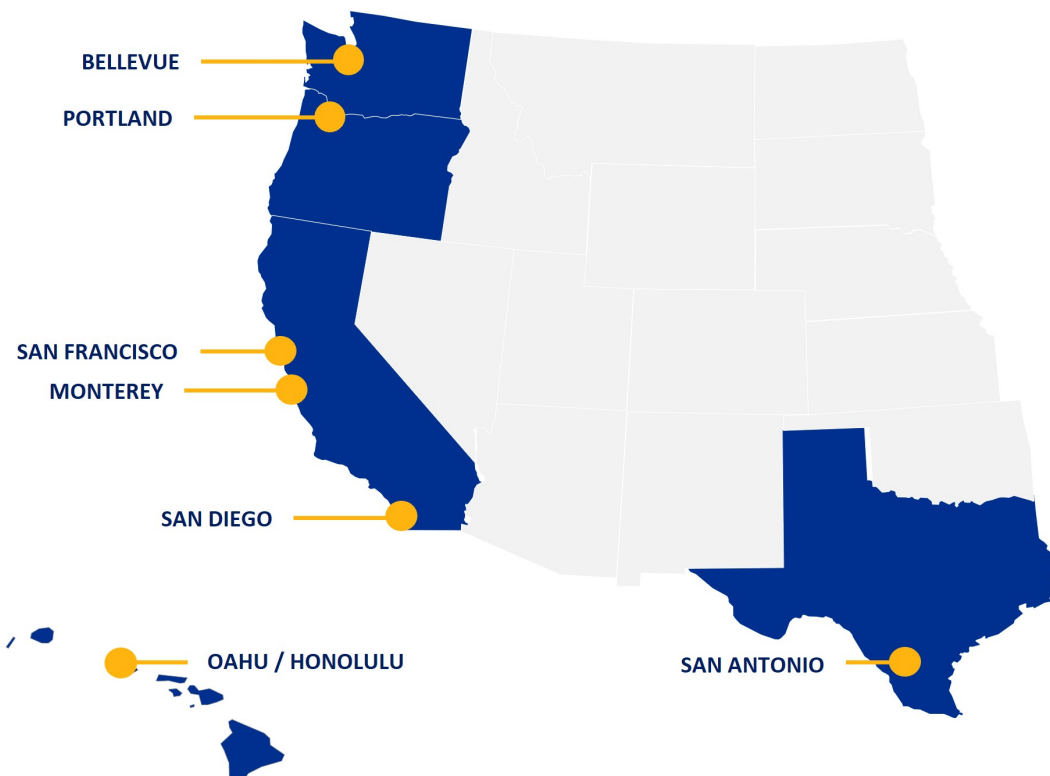 BELLEVUE
PORTLAND
SAN FRANCISCO
MONTEREY
SAN DIEGO
OAHU / HONOLULU
SAN ANTONIO